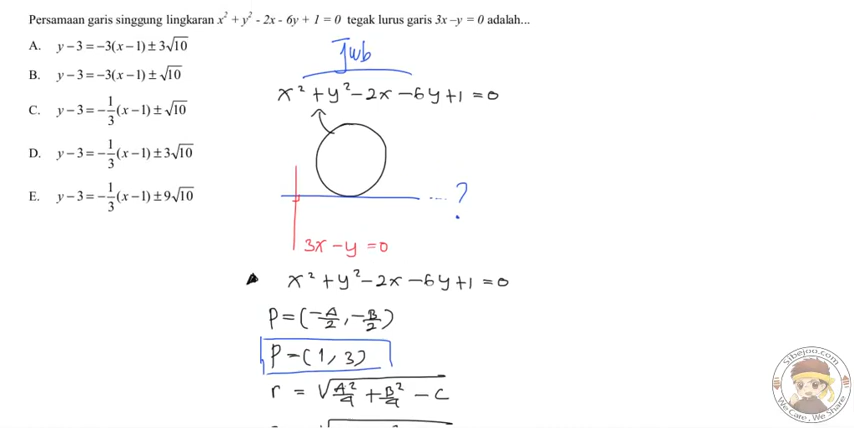 Persamaan garis singgung lingkaran x² + y² - 2x - 6y + 1 = 0 tegak lurus garis 3x – y = 0 adalah...
A. y – 3 = –3(x – 1) ± 3√10
B. y – 3 = –3(x – 1) ± √10
C. y – 3 = –1/3(x – 1) ± √10
D. y – 3 = –1/3(x – 1) ± 3√10
E. y – 3 = –1/3(x – 1) ± 9√10
Jwb
x² + y² – 2x – 6y + 1 = 0
.... ?
3x – y = 0
x² + y² – 2x – 6y + 1 = 0
P = (–A/2, –B/2)
P = (1, 3)
r = √(A²/4 + B²/4 – C)
Sibejoo.com
We Care, We Share